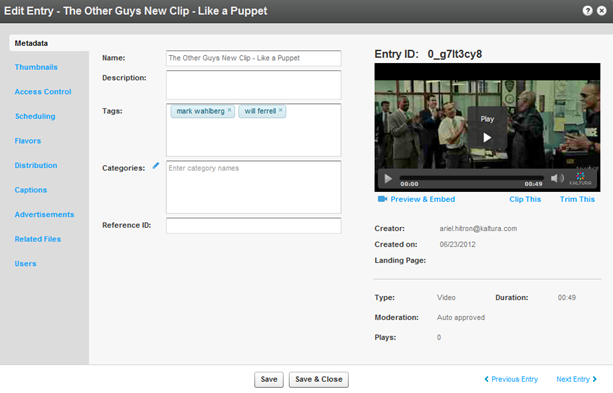 Edit Entry - The Other Guys New Clip - Like a Puppet
Metadata
Thumbnails
Access Control
Scheduling
Flavors
Distribution
Captions
Advertisements
Related Files
Users
Name: The Other Guys New Clip - Like a Puppet
Description:
Tags: mark wahlberg × will ferrell ×
Categories: Enter category names
Reference ID:
Entry ID: 0_g7lt3cy8
Play
00:00 00:49 KALTURA
Preview & Embed Clip This Trim This
Creator: ariel.hitron@kaltura.com
Created on: 06/23/2012
Landing Page:
Type: Video Duration: 00:49
Moderation: Auto approved
Plays: 0
Save Save & Close Previous Entry Next Entry